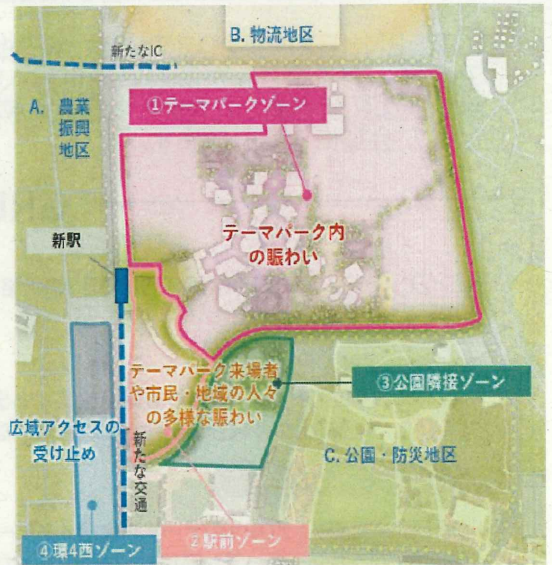 B. 物流地区
新たなIC
①テーマパークゾーン
A. 農業
振興
地区
テーマパーク内
の賑わい
新駅
テーマパーク来場者
や市民・地域の人々
の多様な賑わい
③公園隣接ゾーン
広域アクセスの
受け止め
新たな交通
C. 公園・防災地区
④環4西ゾーン
②駅前ゾーン